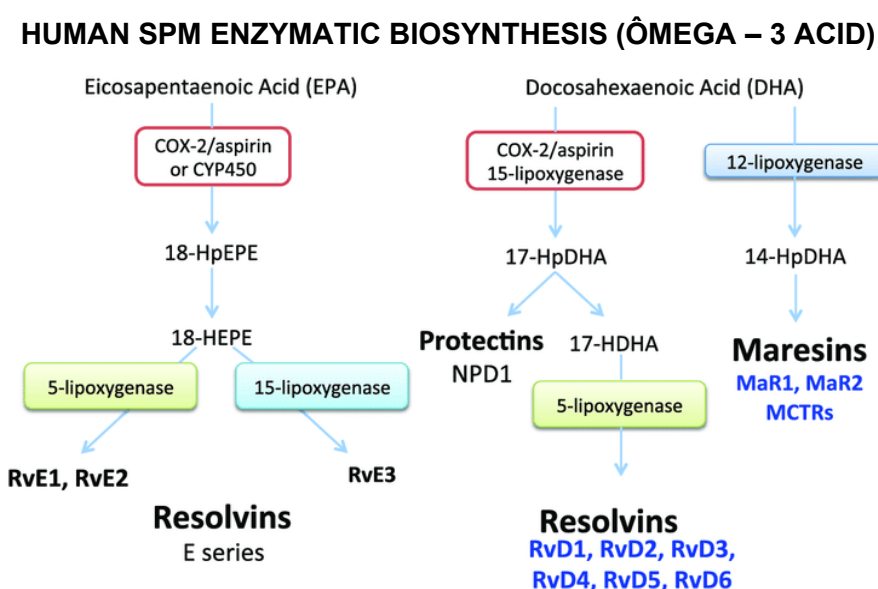 HUMAN SPM ENZYMATIC BIOSYNTHESIS (ÔMEGA – 3 ACID)
Eicosapentaenoic Acid (EPA)
COX-2/aspirin
or CYP450
18-HpEPE
18-HEPE
5-lipoxygenase
15-lipoxygenase
RvE1, RvE2
RvE3
Resolvins
E series
Docosahexaenoic Acid (DHA)
COX-2/aspirin
15-lipoxygenase
17-HpDHA
Protectins
NPD1
17-HDHA
5-lipoxygenase
Resolvins
RvD1, RvD2, RvD3,
RvD4, RvD5, RvD6
12-lipoxygenase
14-HpDHA
Maresins
MaR1, MaR2
MCTRs